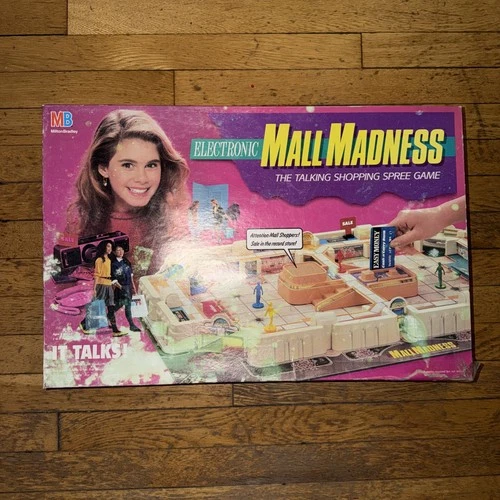 MB
Milton Bradley
ELECTRONIC
MALL MADNESS
THE TALKING SHOPPING SPREE GAME
SALE
Attention Mall Shoppers!
Sale in the record store!
EASY MONEY
IT TALKS!
MALL MADNESS